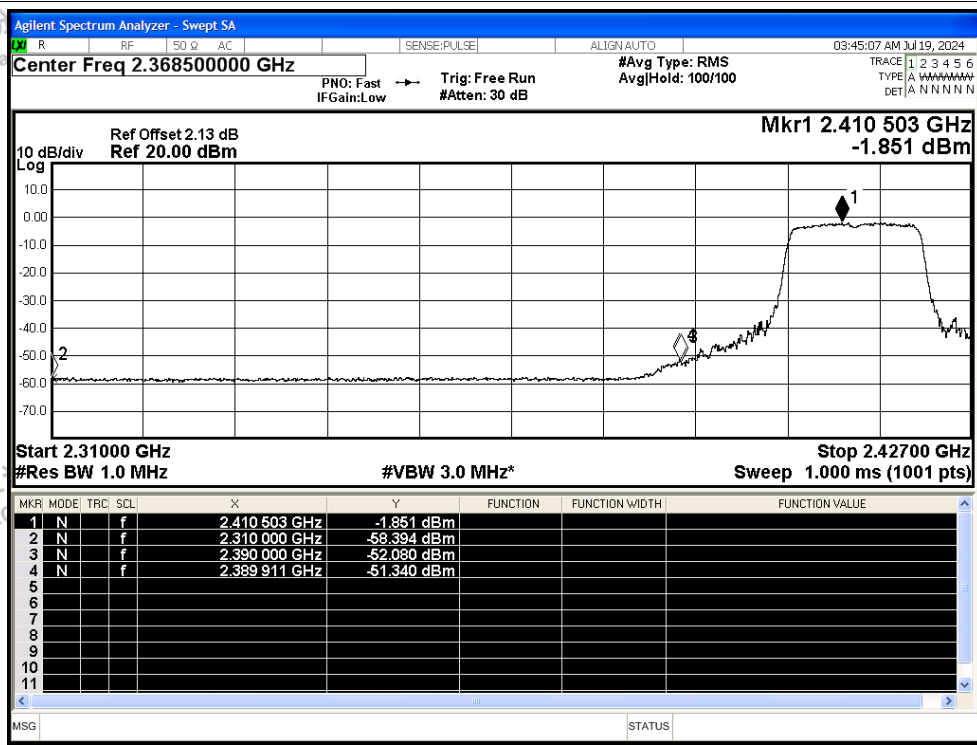 Agilent Spectrum Analyzer - Swept SA
LXI R RF 50 Ω AC SENSE:PULSE ALIGN AUTO 03:45:07 AM Jul 19, 2024
Center Freq 2.368500000 GHz #Avg Type: RMS TRACE 1 2 3 4 5 6
PNO: Fast Trig: Free Run Avg|Hold: 100/100 TYPE A WWWWW
IFGain:Low #Atten: 30 dB DET A N N N N N
Mkr1 2.410 503 GHz
-1.851 dBm
Ref Offset 2.13 dB
10 dB/div Ref 20.00 dBm
Log
10.0
0.00
-10.0
-20.0
-30.0
-40.0
-50.0
-60.0
-70.0
1
2
Start 2.31000 GHz Stop 2.42700 GHz
#Res BW 1.0 MHz #VBW 3.0 MHz* Sweep 1.000 ms (1001 pts)
MKR MODE TRC SCL X Y FUNCTION FUNCTION WIDTH FUNCTION VALUE
1 N f 2.410 503 GHz -1.851 dBm
2 N f 2.310 000 GHz -58.394 dBm
3 N f 2.390 000 GHz -52.080 dBm
4 N f 2.389 911 GHz -51.340 dBm
5
6
7
8
9
10
11
MSG STATUS